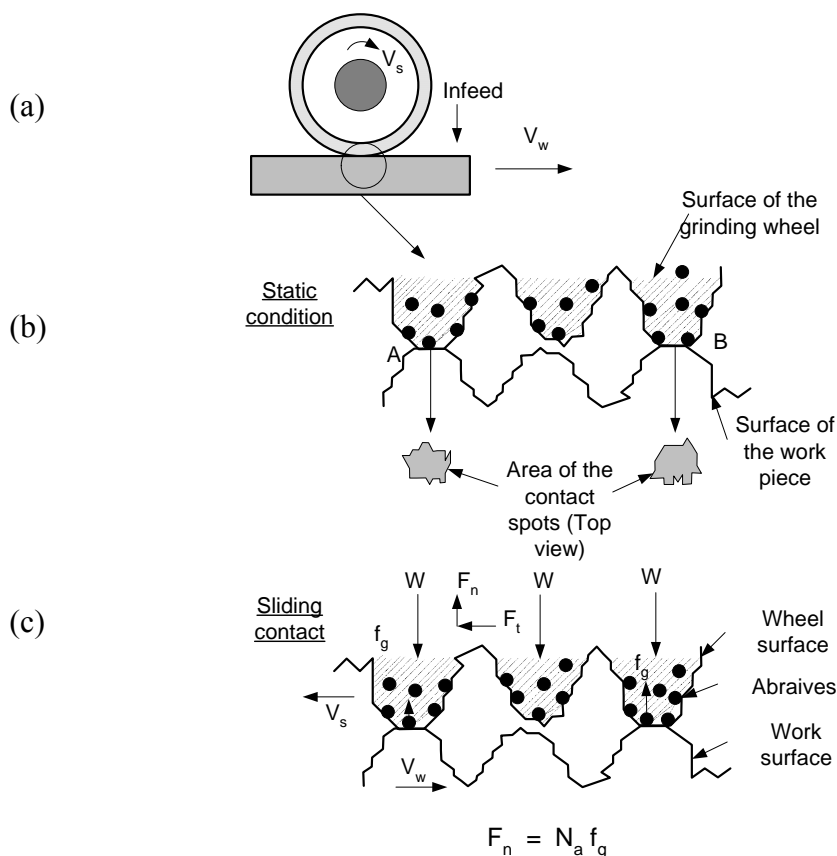 (a)
V_s
Infeed
V_w
Surface of the
grinding wheel
(b)
Static
condition
A
B
Surface of
the work
piece
Area of the
contact
spots (Top
view)
(c)
Sliding
contact
W
F_n
F_t
W
W
f_g
f_g
Wheel
surface
Abraives
Work
surface
V_s
V_w
F_n = N_a f_g